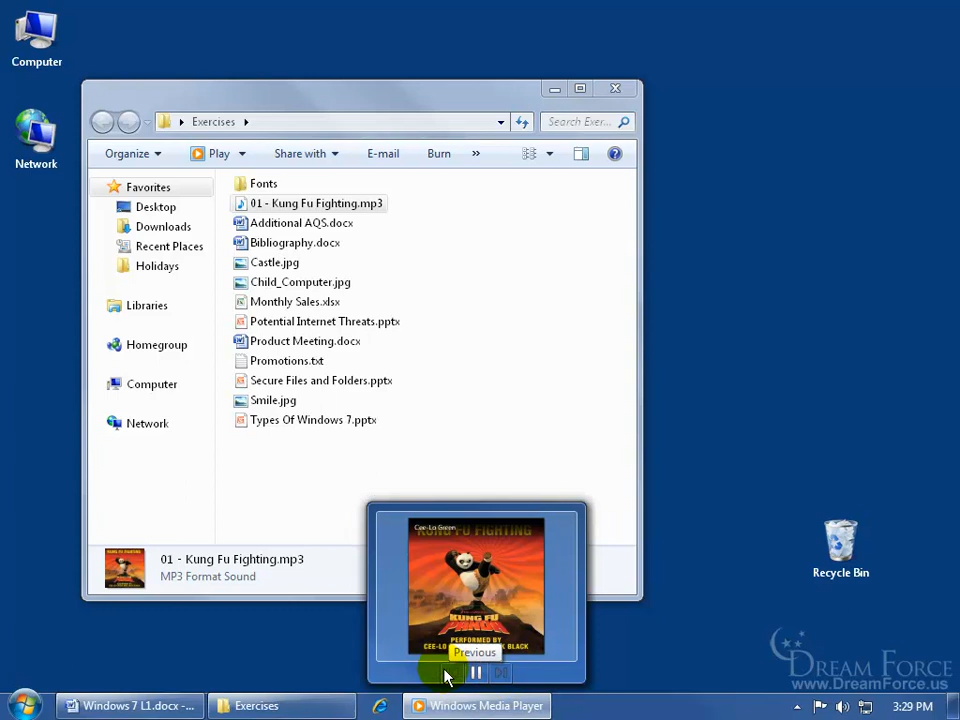 Computer
Network
Exercises
Search Exer...
Organize
Play
Share with
E-mail
Burn
»
Favorites
Desktop
Downloads
Recent Places
Holidays
Libraries
Homegroup
Computer
Network
Fonts
01 - Kung Fu Fighting.mp3
Additional AQS.docx
Bibliography.docx
Castle.jpg
Child_Computer.jpg
Monthly Sales.xlsx
Potential Internet Threats.pptx
Product Meeting.docx
Promotions.txt
Secure Files and Folders.pptx
Smile.jpg
Types Of Windows 7.pptx
01 - Kung Fu Fighting.mp3
MP3 Format Sound
Cee-Lo Green
KUNG FU FIGHTING
KUNG FU
PANDA
PERFORMED BY
CEE-LO
K BLACK
Previous
Recycle Bin
DREAM FORCE
www.DreamForce.us
Windows 7 L1.docx -...
Exercises
Windows Media Player
3:29 PM